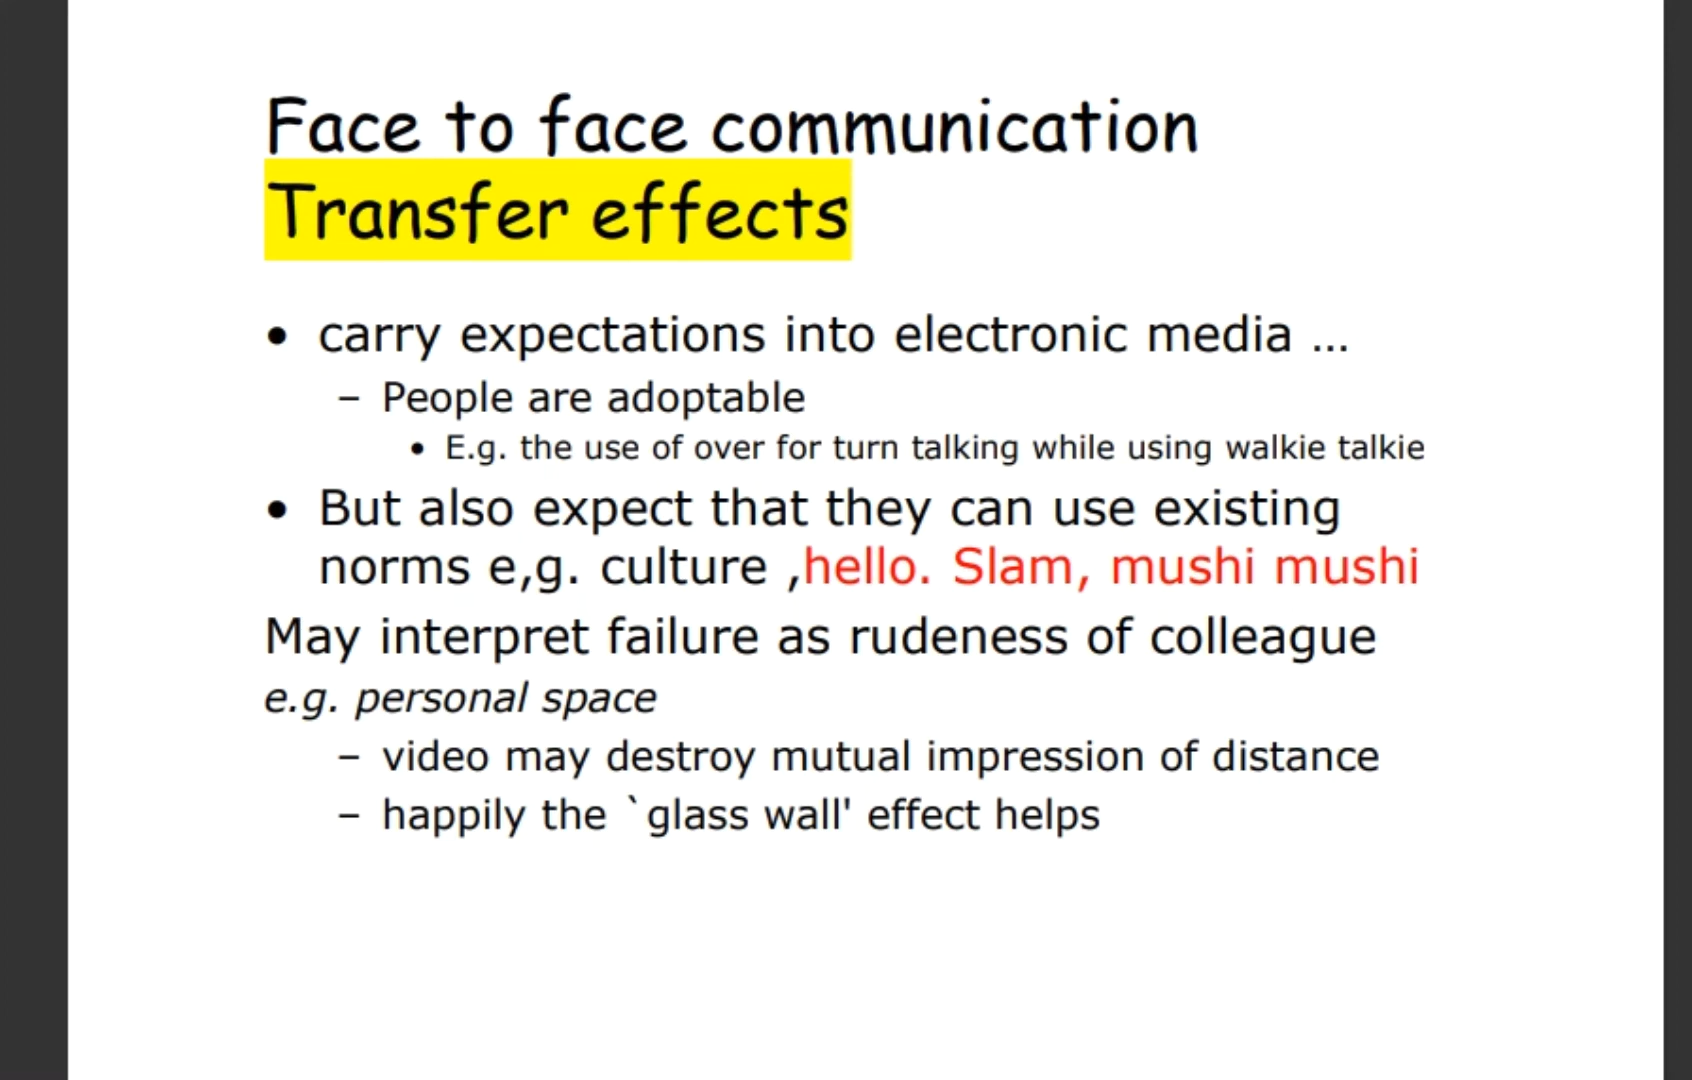 Face to face communication
Transfer effects
• carry expectations into electronic media ...
– People are adoptable
• E.g. the use of over for turn talking while using walkie talkie
• But also expect that they can use existing
norms e,g. culture ,hello. Slam, mushi mushi
May interpret failure as rudeness of colleague
e.g. personal space
– video may destroy mutual impression of distance
– happily the `glass wall' effect helps